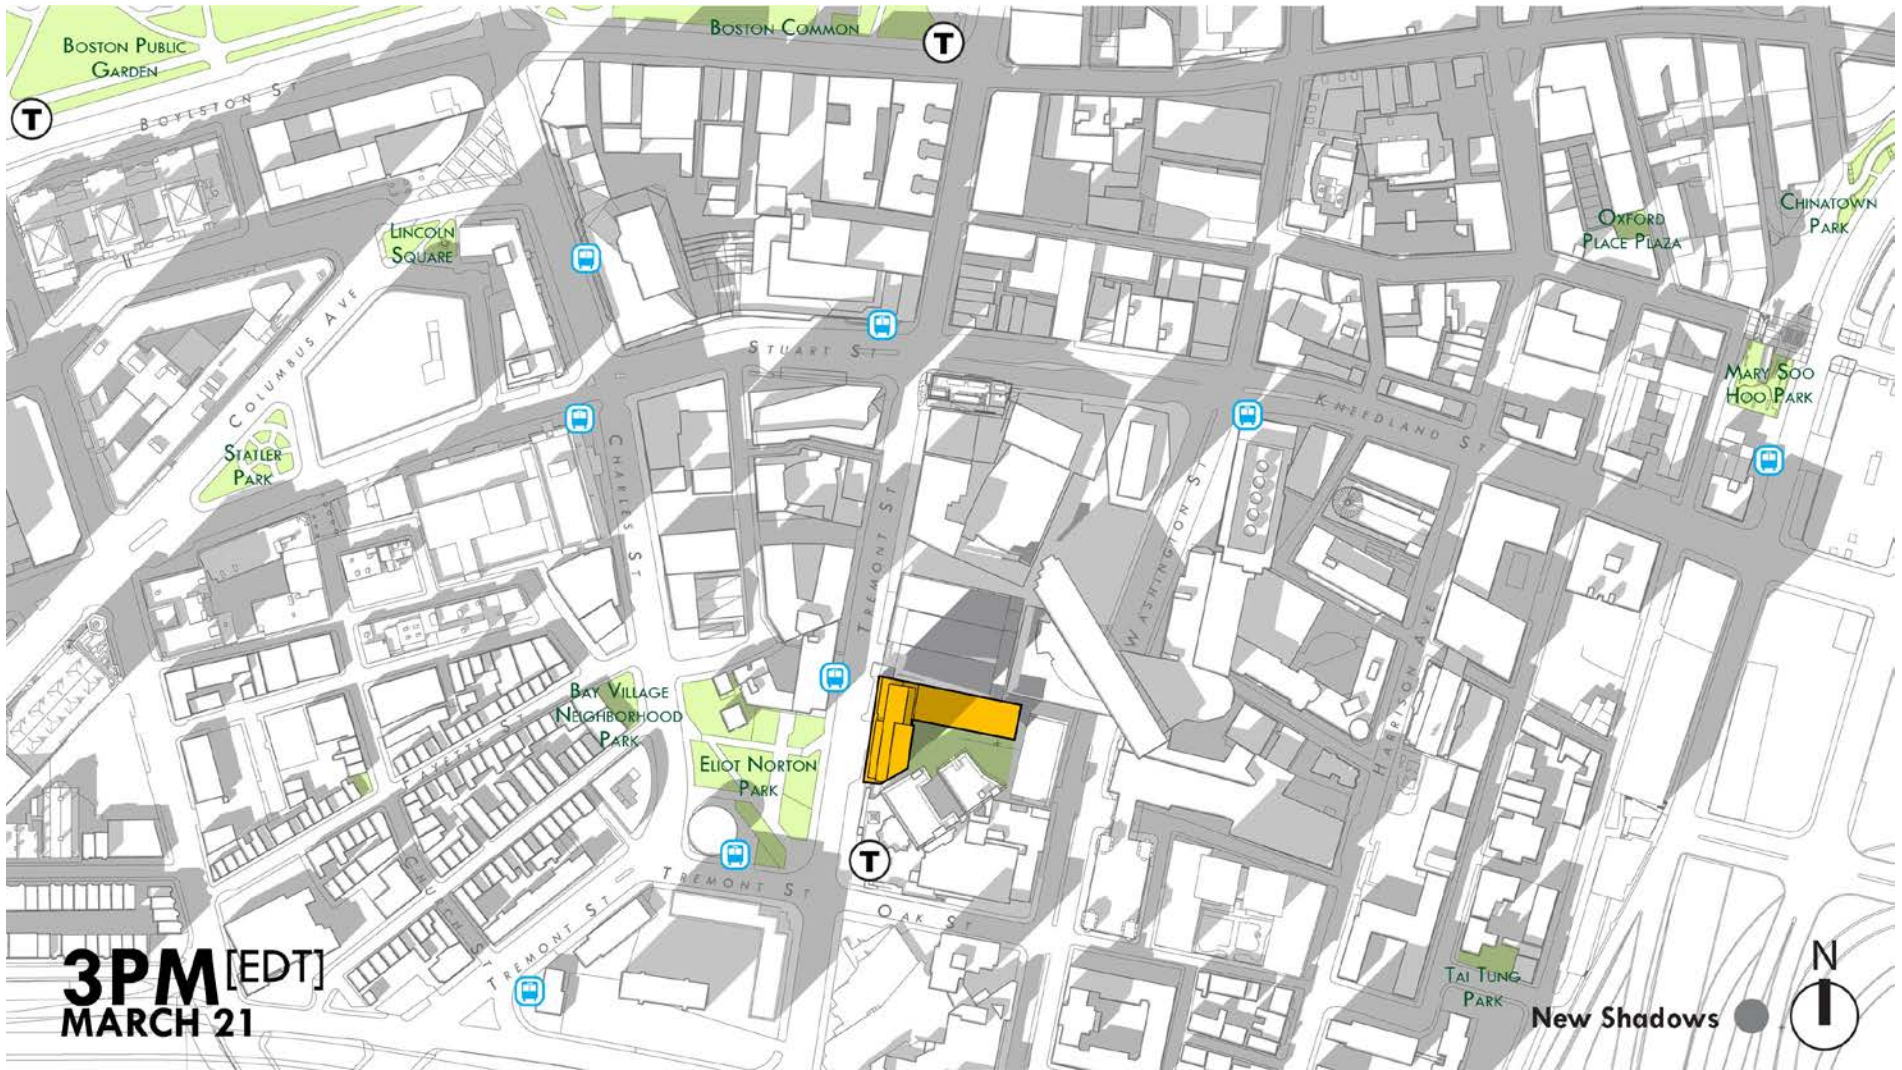 BOSTON COMMON
T
BOSTON PUBLIC
GARDEN
T
BOYLSTON ST
LINCOLN
SQUARE
CHINATOWN
PARK
OXFORD
PLACE PLAZA
COLUMBUS AVE
STUART ST
MARY SOO
HOO PARK
KNEEDLAND ST
STATLER
PARK
CHARLES ST
TREMONT ST
WASHINGTON ST
HARRISON AVE
BAY VILLAGE
NEIGHBORHOOD
PARK
FAYETTE ST
ELIOT NORTON
PARK
T
CHURCH ST
TREMONT ST
TREMONT ST
OAK ST
TAI TUNG
PARK
3PM [EDT]
MARCH 21
New Shadows
N